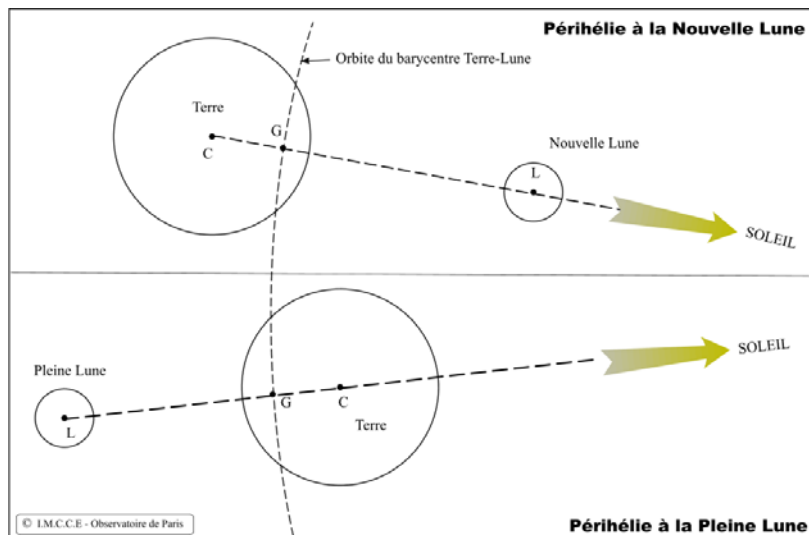 Périhélie à la Nouvelle Lune
Orbite du barycentre Terre-Lune
Terre
G
C
Nouvelle Lune
L
SOLEIL
SOLEIL
Pleine Lune
L
G
C
Terre
© I.M.C.C.E - Observatoire de Paris
Périhélie à la Pleine Lune